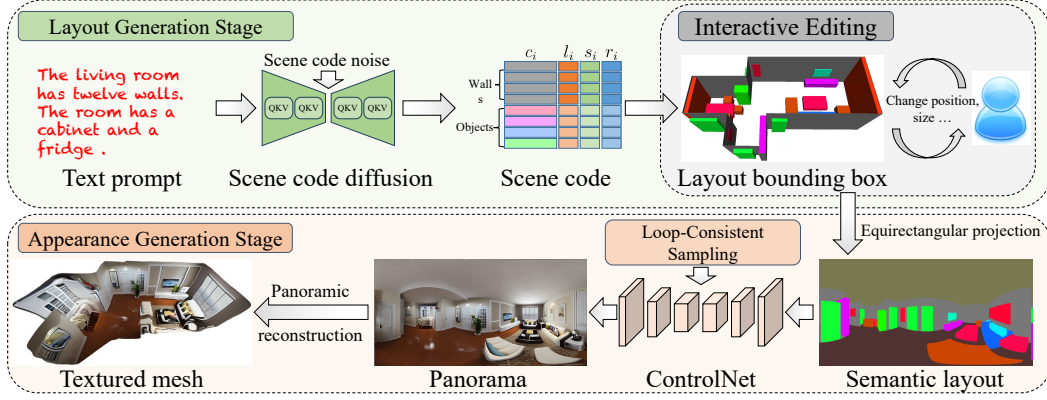 Layout Generation Stage
The living room
has twelve walls.
The room has a
cabinet and a
fridge .
Text prompt
Scene code noise
QKV QKV QKV QKV
Scene code diffusion
c_i l_i s_i r_i
Wall
s
Objects
Scene code
Interactive Editing
Change position,
size ...
Layout bounding box
Equirectangular projection
Appearance Generation Stage
Textured mesh
Panoramic
reconstruction
Panorama
Loop-Consistent
Sampling
ControlNet
Semantic layout